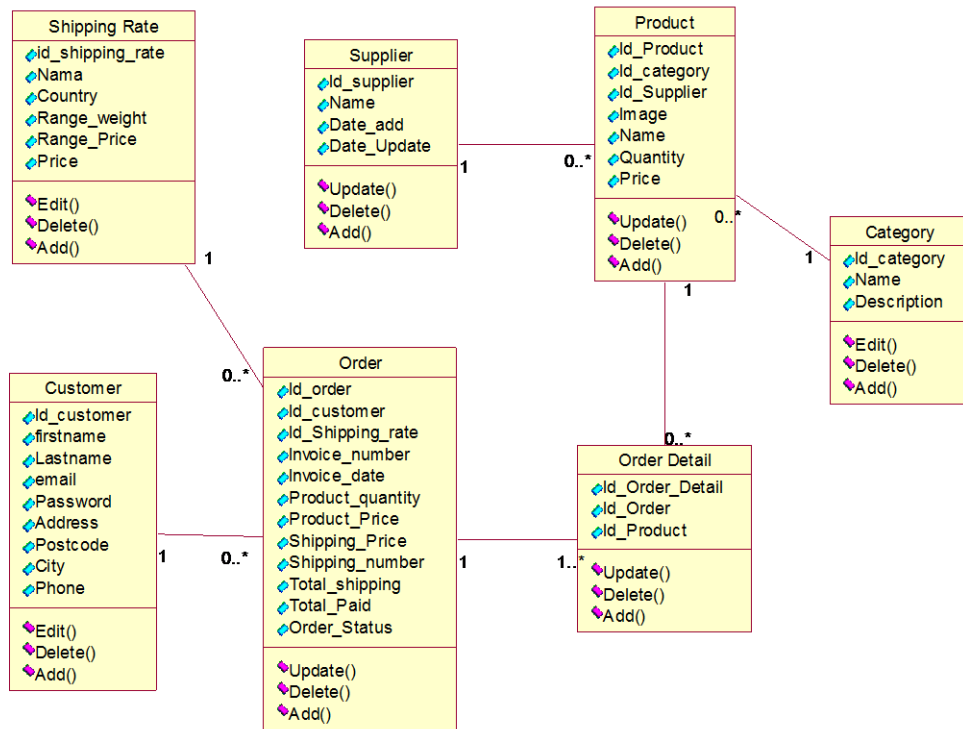 Shipping Rate
id_shipping_rate
Nama
Country
Range_weight
Range_Price
Price
Edit()
Delete()
Add()
1
0..*
Supplier
Id_supplier
Name
Date_add
Date_Update
Update()
Delete()
Add()
1
0..*
Product
Id_Product
Id_category
Id_Supplier
Image
Name
Quantity
Price
Update()
Delete()
Add()
0..*
1
1
0..*
Category
Id_category
Name
Description
Edit()
Delete()
Add()
Customer
Id_customer
firstname
Lastname
email
Password
Address
Postcode
City
Phone
Edit()
Delete()
Add()
1
0..*
Order
Id_order
Id_customer
Id_Shipping_rate
Invoice_number
Invoice_date
Product_quantity
Product_Price
Shipping_Price
Shipping_number
Total_shipping
Total_Paid
Order_Status
Update()
Delete()
Add()
1
1..*
Order Detail
Id_Order_Detail
Id_Order
Id_Product
Update()
Delete()
Add()